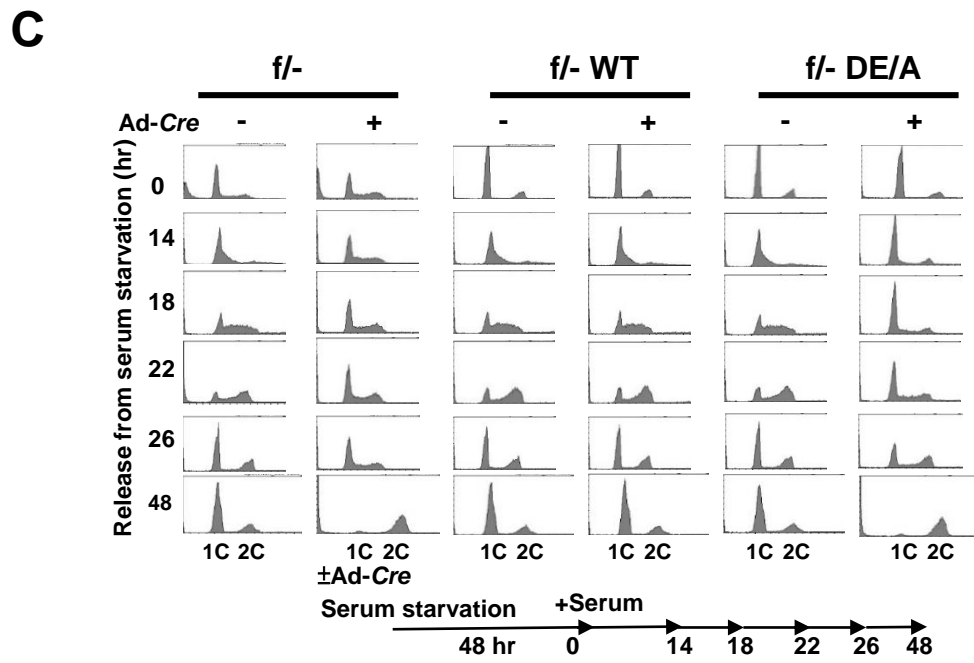 C
f/- f/- WT f/- DE/A
Ad-Cre - + - + - +
Release from serum starvation (hr)
0
14
18
22
26
48
1C 2C 1C 2C 1C 2C 1C 2C 1C 2C 1C 2C
±Ad-Cre
Serum starvation +Serum
48 hr 0 14 18 22 26 48